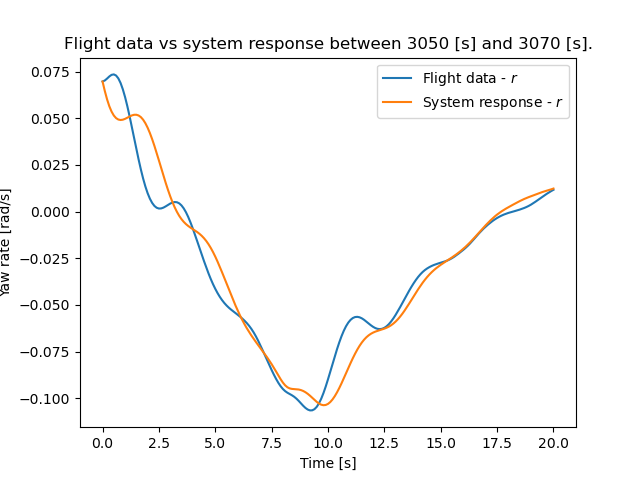 Flight data vs system response between 3050 [s] and 3070 [s].
Flight data - r
System response - r
Yaw rate [rad/s]
0.075
0.050
0.025
0.000
−0.025
−0.050
−0.075
−0.100
0.0 2.5 5.0 7.5 10.0 12.5 15.0 17.5 20.0
Time [s]